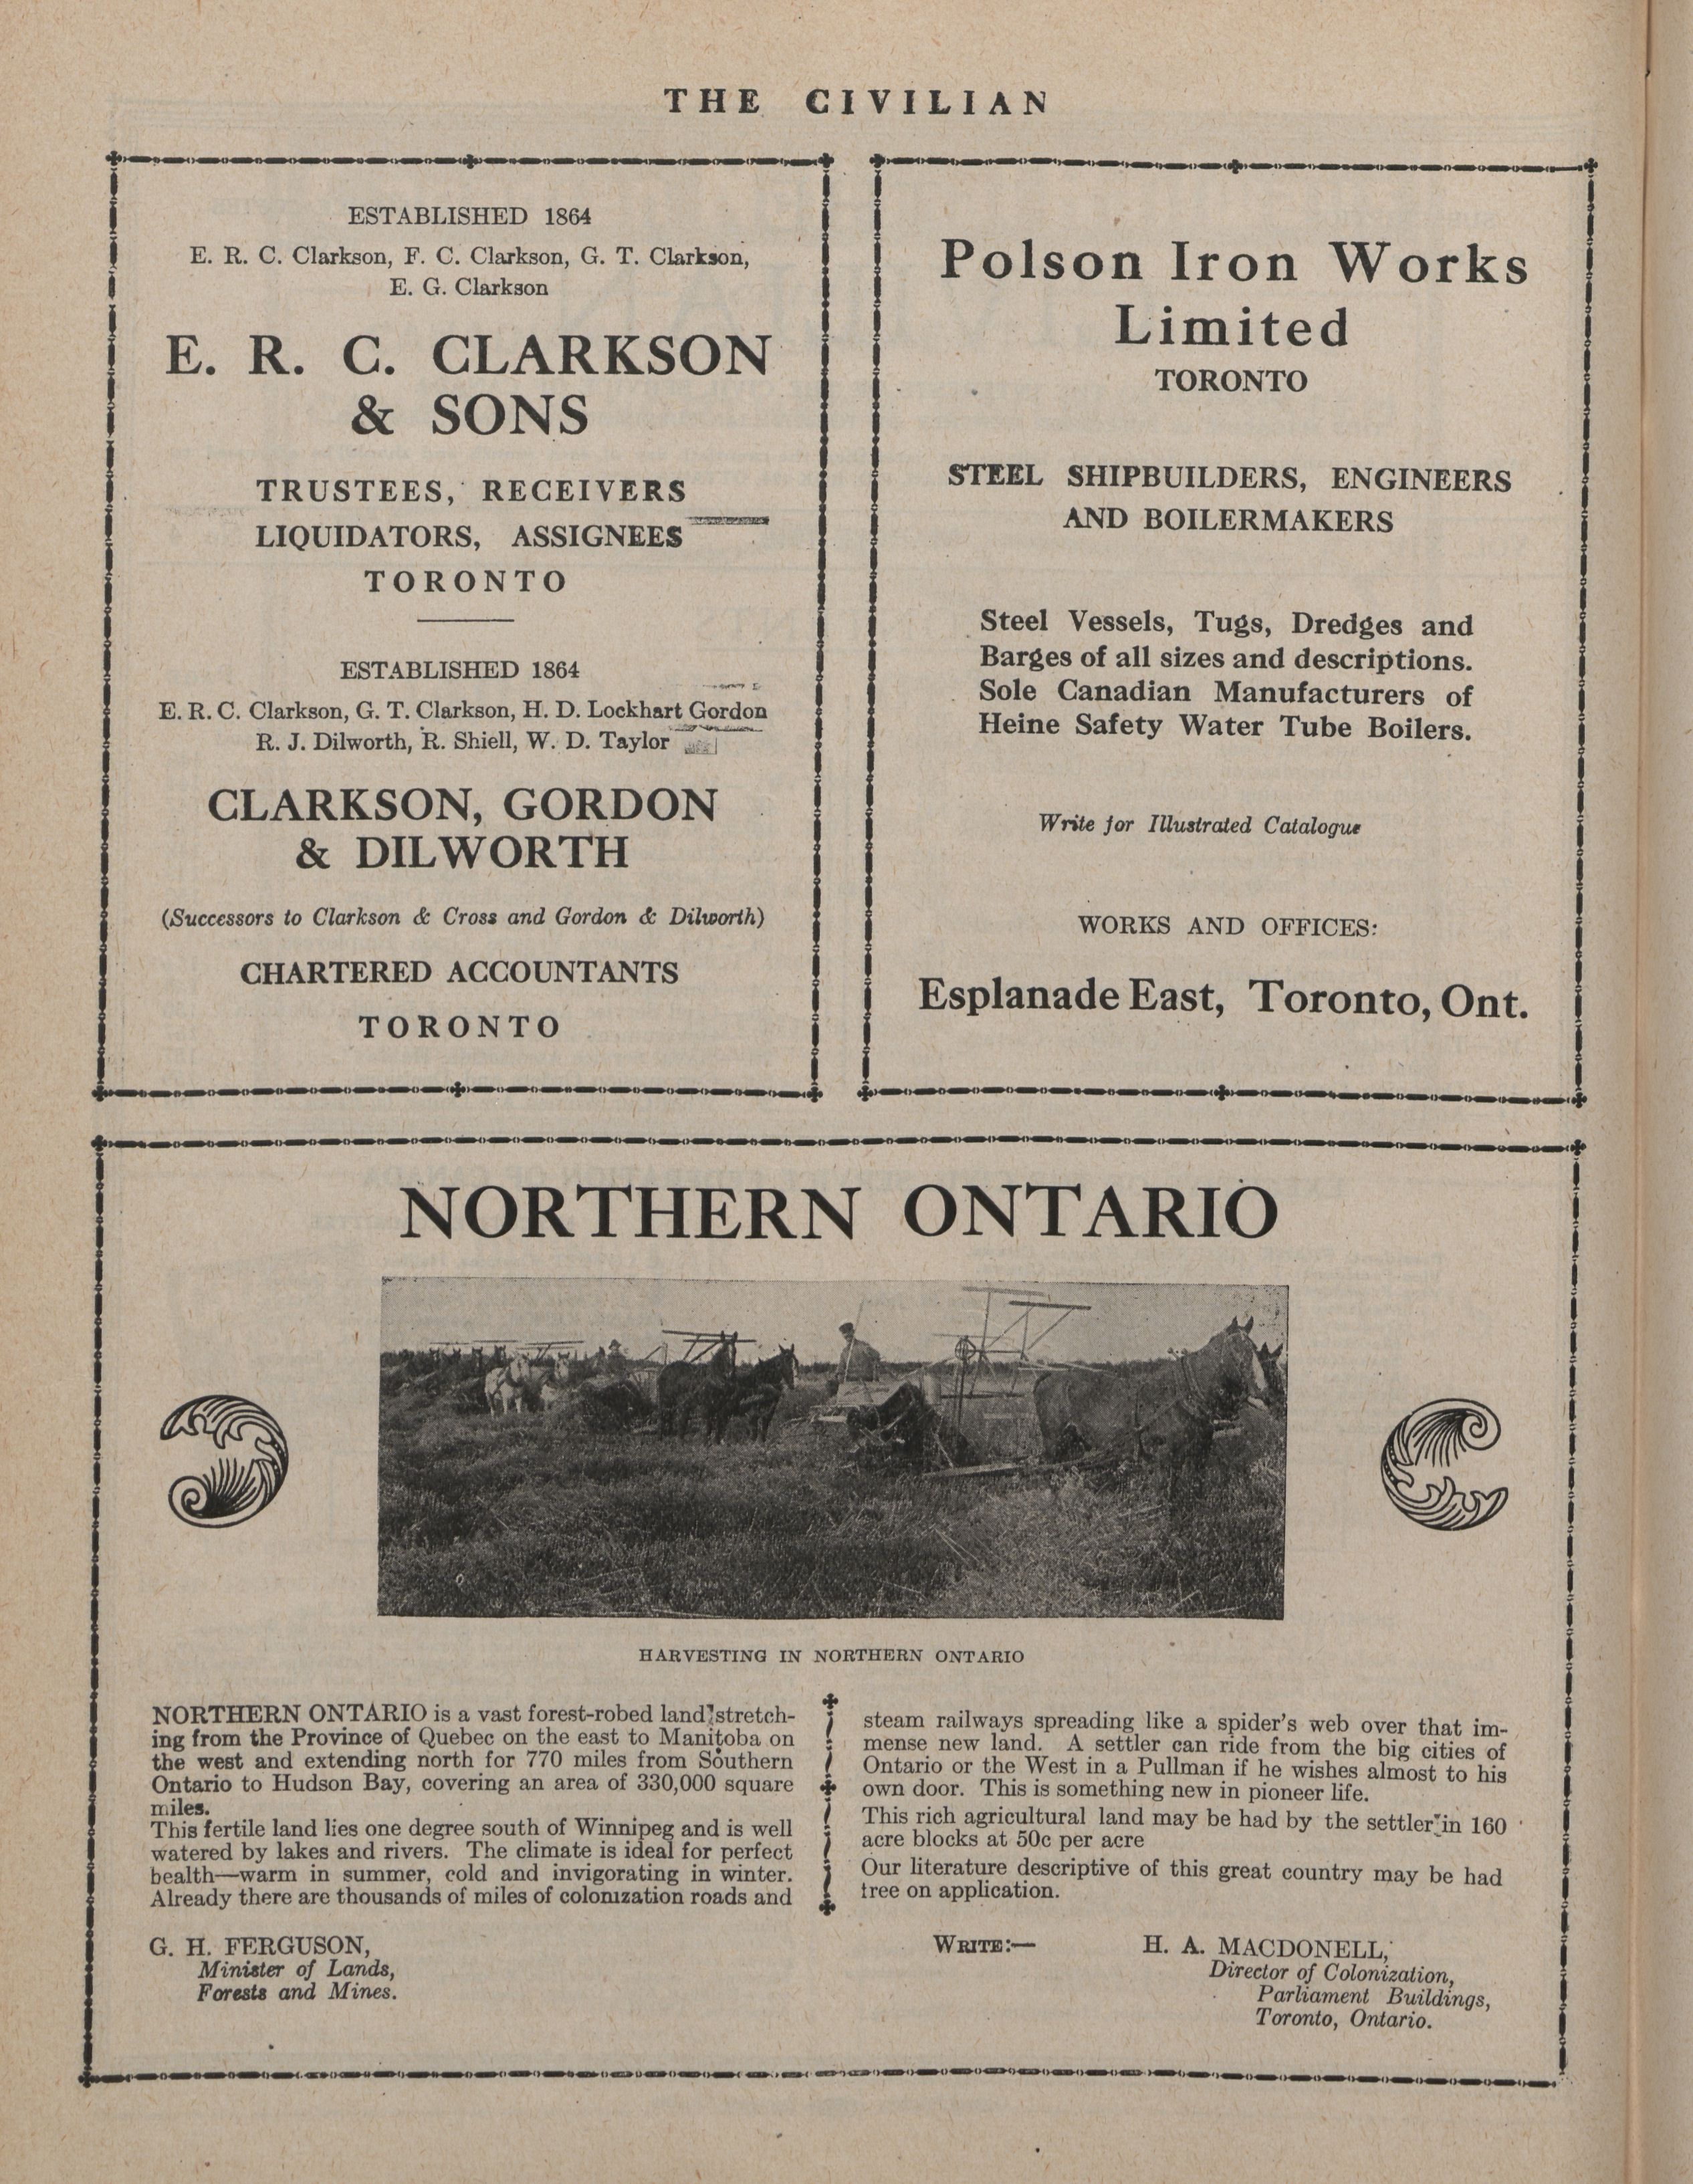 THE CIVILIAN
ESTABLISHED 1864
E. R. C. Clarkson, F. C. Clarkson, G. T. Clarkson,
E. G. Clarkson
E. R. C. CLARKSON
& SONS
TRUSTEES, RECEIVERS
LIQUIDATORS, ASSIGNEES
TORONTO
ESTABLISHED 1864
E. R. C. Clarkson, G. T. Clarkson, H. D. Lockhart Gordon
R. J. Dilworth, R. Shiell, W. D. Taylor
CLARKSON, GORDON
& DILWORTH
(Successors to Clarkson & Cross and Gordon & Dilworth)
CHARTERED ACCOUNTANTS
TORONTO
Polson Iron Works
Limited
TORONTO
STEEL SHIPBUILDERS, ENGINEERS
AND BOILERMAKERS
Steel Vessels, Tugs, Dredges and
Barges of all sizes and descriptions.
Sole Canadian Manufacturers of
Heine Safety Water Tube Boilers.
Write for Illustrated Catalogue
WORKS AND OFFICES:
Esplanade East, Toronto, Ont.
NORTHERN ONTARIO
HARVESTING IN NORTHERN ONTARIO
NORTHERN ONTARIO is a vast forest-robed land stretch-
ing from the Province of Quebec on the east to Manitoba on
the west and extending north for 770 miles from Southern
Ontario to Hudson Bay, covering an area of 330,000 square
miles.
This fertile land lies one degree south of Winnipeg and is well
watered by lakes and rivers. The climate is ideal for perfect
bealth—warm in summer, cold and invigorating in winter.
Already there are thousands of miles of colonization roads and
steam railways spreading like a spider's web over that im-
mense new land. A settler can ride from the big cities of
Ontario or the West in a Pullman if he wishes almost to his
own door. This is something new in pioneer life.
This rich agricultural land may be had by the settler in 160
acre blocks at 50c per acre
Our literature descriptive of this great country may be had
free on application.
G. H. FERGUSON,
Minister of Lands,
Forests and Mines.
WRITE:—
H. A. MACDONELL,
Director of Colonization,
Parliament Buildings,
Toronto, Ontario.